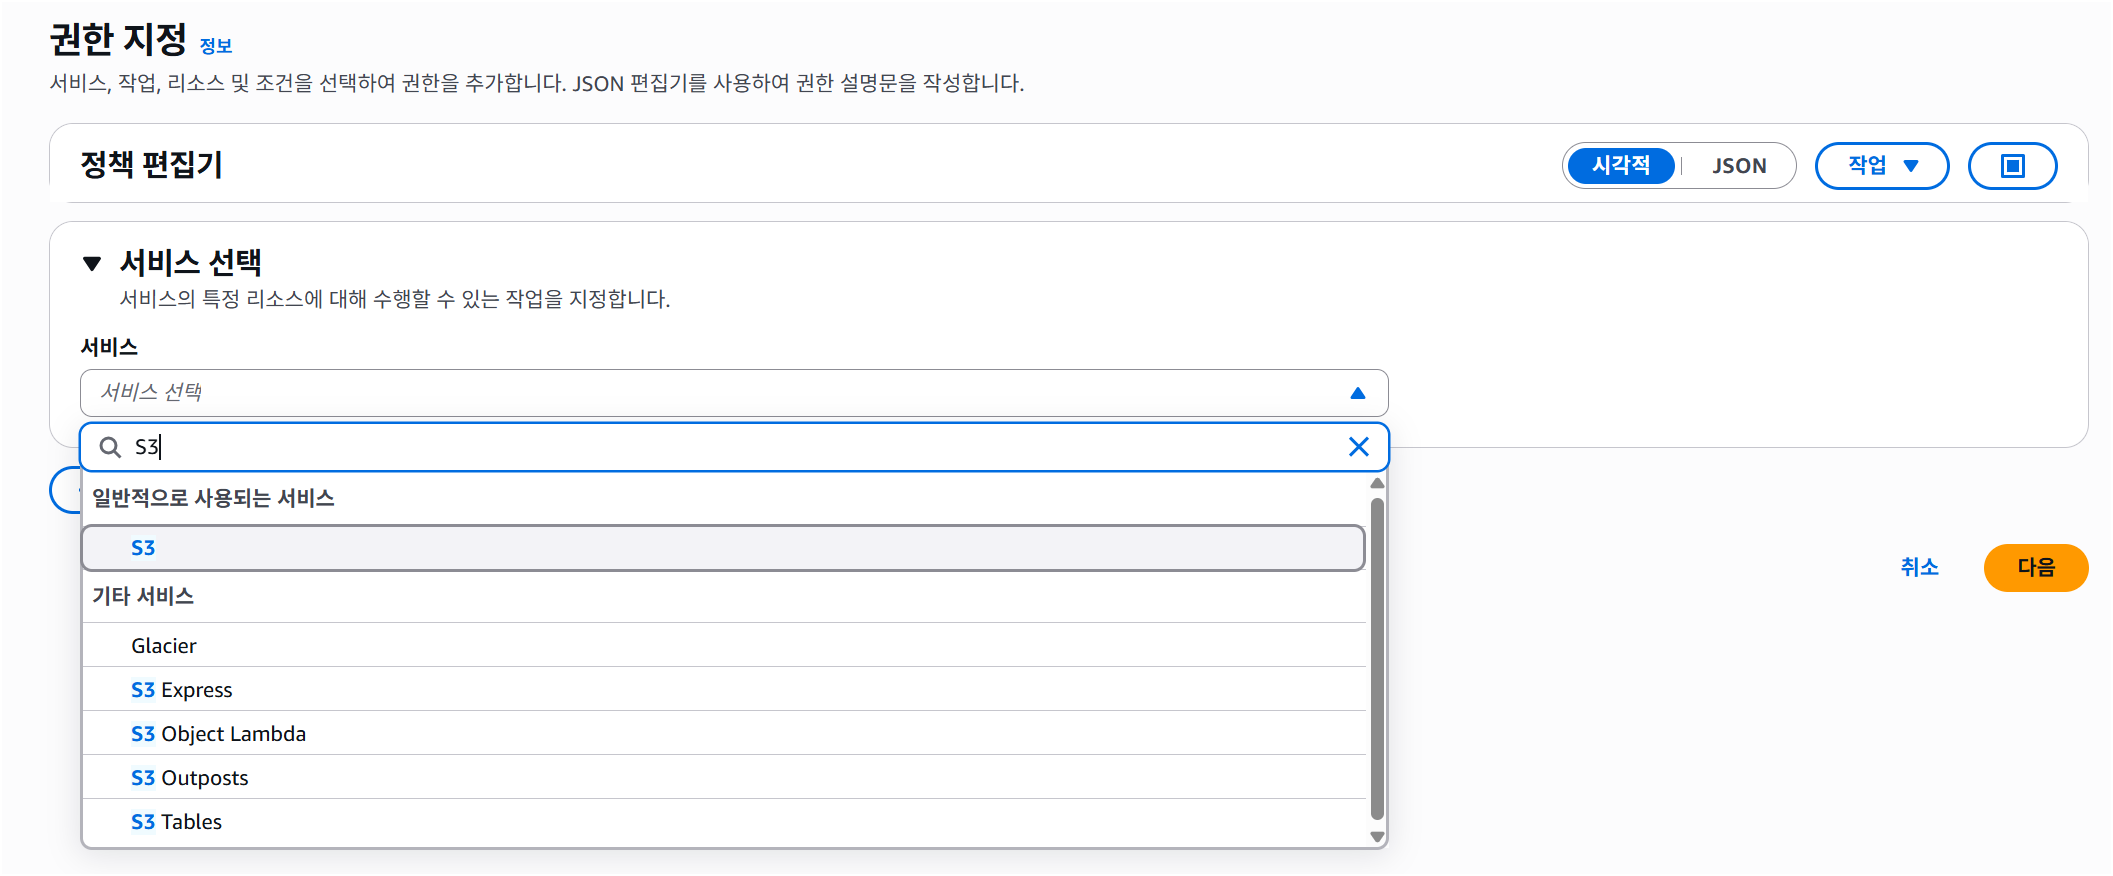 권한 지정 정보
서비스, 작업, 리소스 및 조건을 선택하여 권한을 추가합니다. JSON 편집기를 사용하여 권한 설명문을 작성합니다.
정책 편집기
시각적 | JSON
작업
서비스 선택
서비스의 특정 리소스에 대해 수행할 수 있는 작업을 지정합니다.
서비스
서비스 선택
S3
일반적으로 사용되는 서비스
S3
기타 서비스
Glacier
S3 Express
S3 Object Lambda
S3 Outposts
S3 Tables
취소
다음